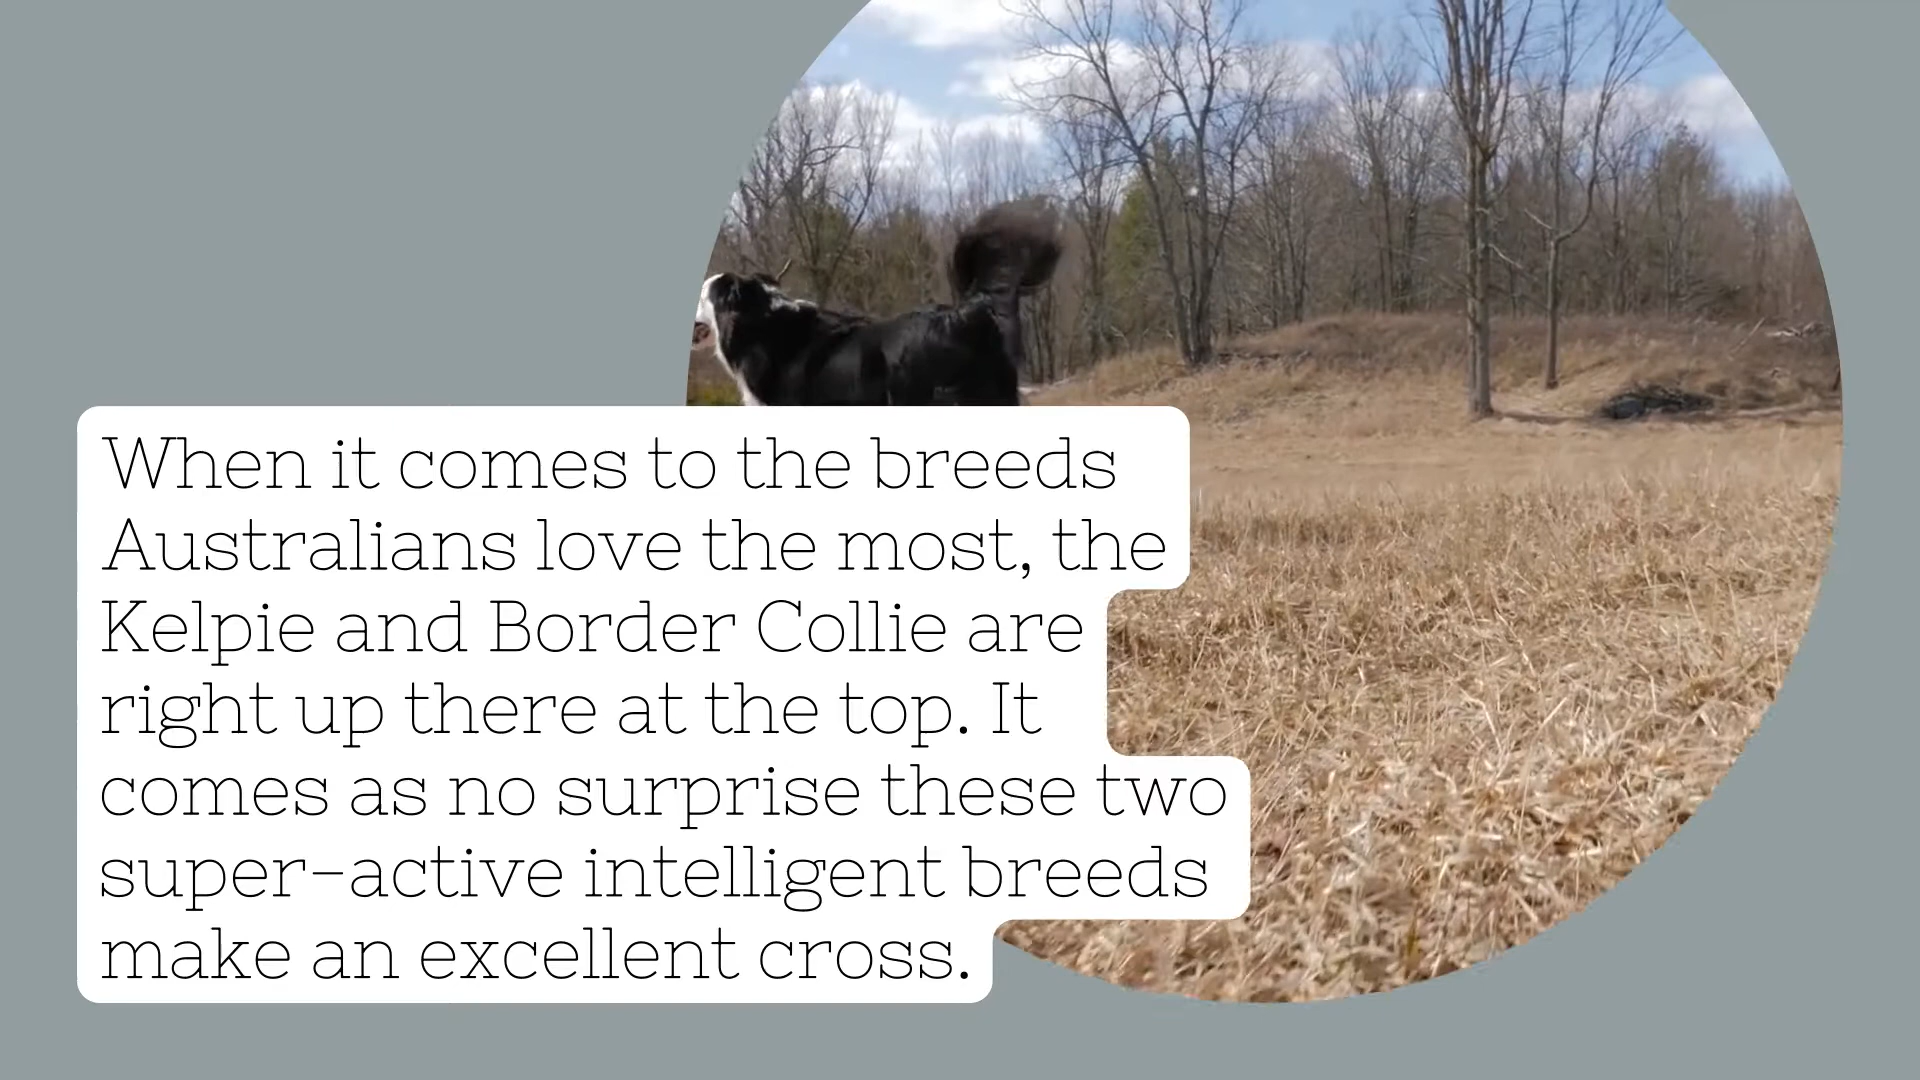 When it comes to the breeds
Australians love the most, the
Kelpie and Border Collie are
right up there at the top. It
comes as no surprise these two
super-active intelligent breeds
make an excellent cross.